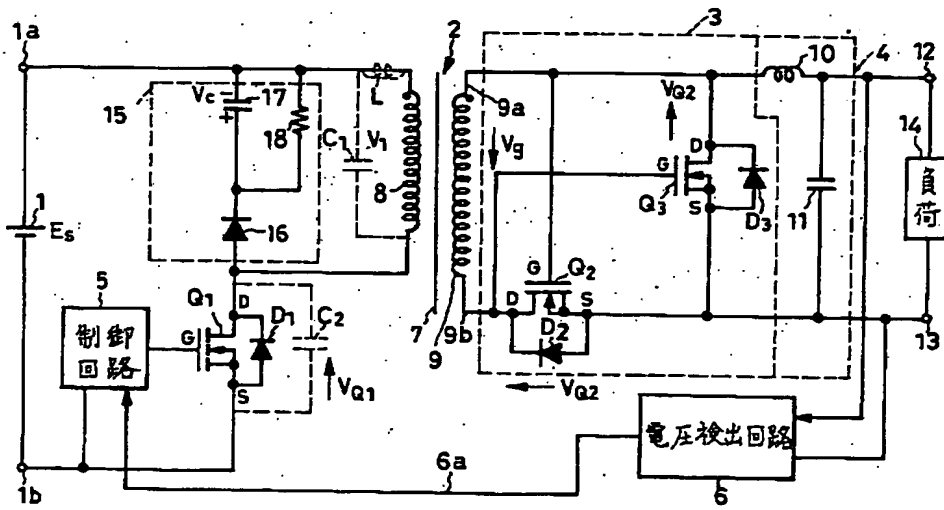 1a
2
3
10
4
12
15
Vc
17
L
9a
VQ2
+
18
C1
V1
Vg
D
14
1
8
G
Q3
負荷
Es
16
S
D3
11
5
G
Q2
Q1
D
D
S
制御回路
G
D1
C2
7
9
9b
D2
13
S
VQ1
VQ2
電圧検出回路
1b
6a
6